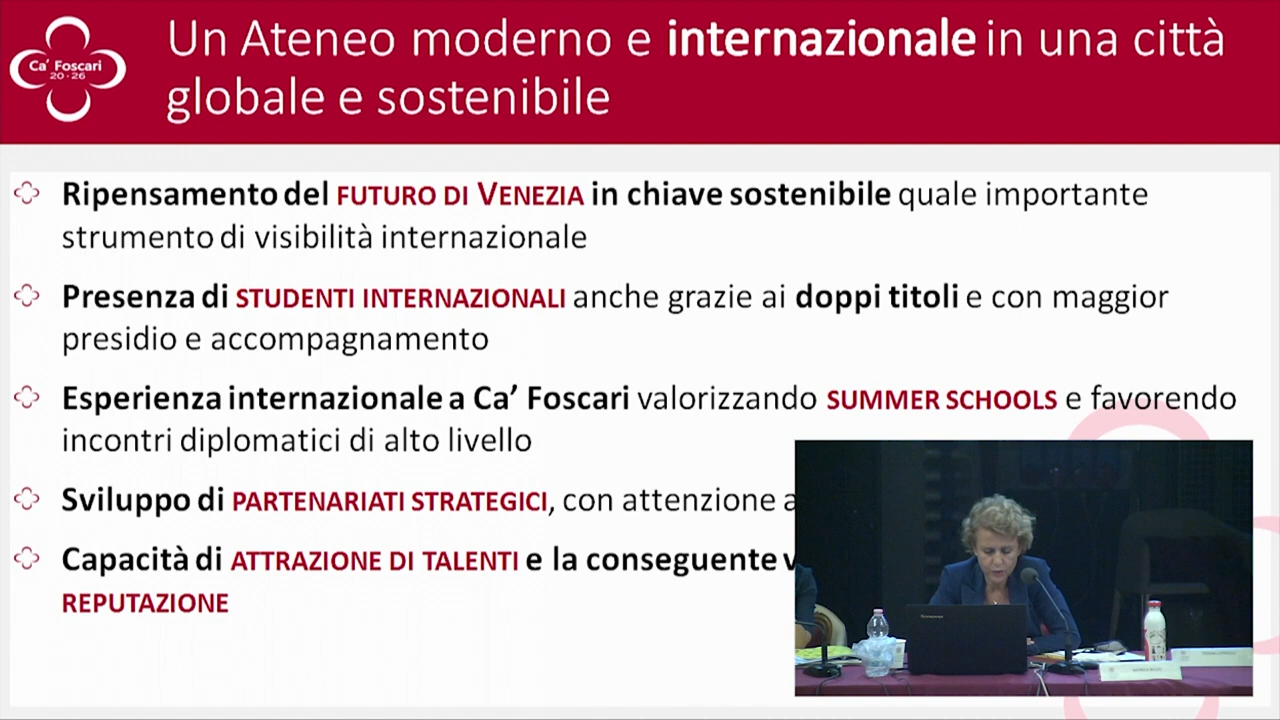 Un Ateneo moderno e internazionale in una città
globale e sostenibile
Ca' Foscari
20·26
Ripensamento del FUTURO DI VENEZIA in chiave sostenibile quale importante
strumento di visibilità internazionale
Presenza di STUDENTI INTERNAZIONALI anche grazie ai doppi titoli e con maggior
presidio e accompagnamento
Esperienza internazionale a Ca’ Foscari valorizzando SUMMER SCHOOLS e favorendo
incontri diplomatici di alto livello
Sviluppo di PARTENARIATI STRATEGICI, con attenzione a
Capacità di ATTRAZIONE DI TALENTI e la conseguente v
REPUTAZIONE